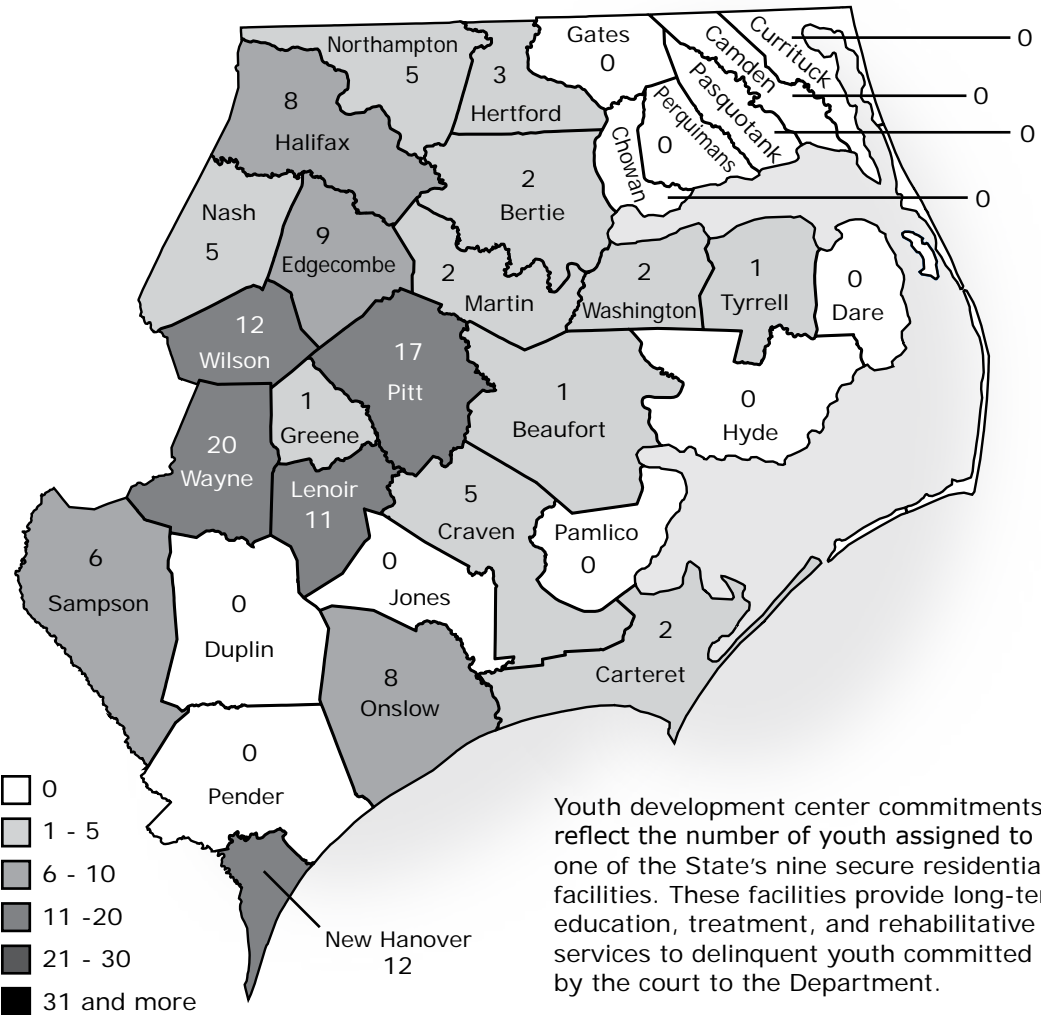 Northampton
5
3
Hertford
Gates
0
Camden
Currituck
0
0
Pasquotank
0
Perquimans
0
Chowan
0
8
Halifax
2
Bertie
Nash
5
9
Edgecombe
2
Martin
2
Washington
1
Tyrrell
0
Dare
12
Wilson
17
Pitt
1
Greene
1
Beaufort
0
Hyde
20
Wayne
Lenoir
11
5
Craven
Pamlico
0
6
Sampson
0
Duplin
0
Jones
2
Carteret
8
Onslow
0
Pender
New Hanover
12
0
1 - 5
6 - 10
11 -20
21 - 30
31 and more
Youth development center commitments
reflect the number of youth assigned to
one of the State's nine secure residentia
facilities. These facilities provide long-ter
education, treatment, and rehabilitative
services to delinquent youth committed
by the court to the Department.